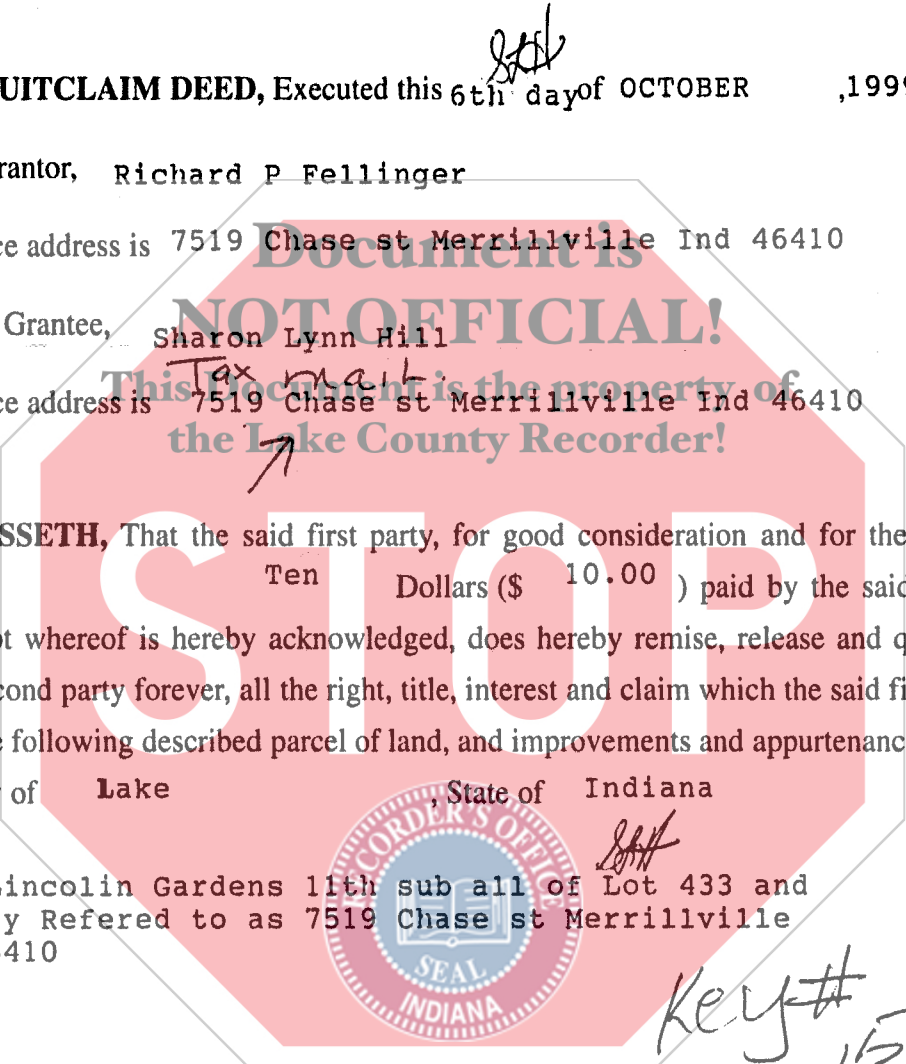 UITCLAIM DEED, Executed this 6th day of OCTOBER ,1999
rantor, Richard P Fellinger
ce address is 7519 Chase st Merrillville Ind 46410
Document is
NOT OFFICIAL!
Grantee, Sharon Lynn Hill
Tax mail.
This Document is the property of
ce address is 7519 Chase st Merrillville Ind 46410
the Lake County Recorder!
SSETH, That the said first party, for good consideration and for the
Ten Dollars ($ 10.00 ) paid by the said
STOP
t whereof is hereby acknowledged, does hereby remise, release and q
cond party forever, all the right, title, interest and claim which the said fi
e following described parcel of land, and improvements and appurtenanc
of Lake , State of Indiana
RECORDER'S OFFICE
SEAL
INDIANA
Lincolin Gardens 11th sub all of Lot 433 and
y Refered to as 7519 Chase st Merrillville
410
Key#